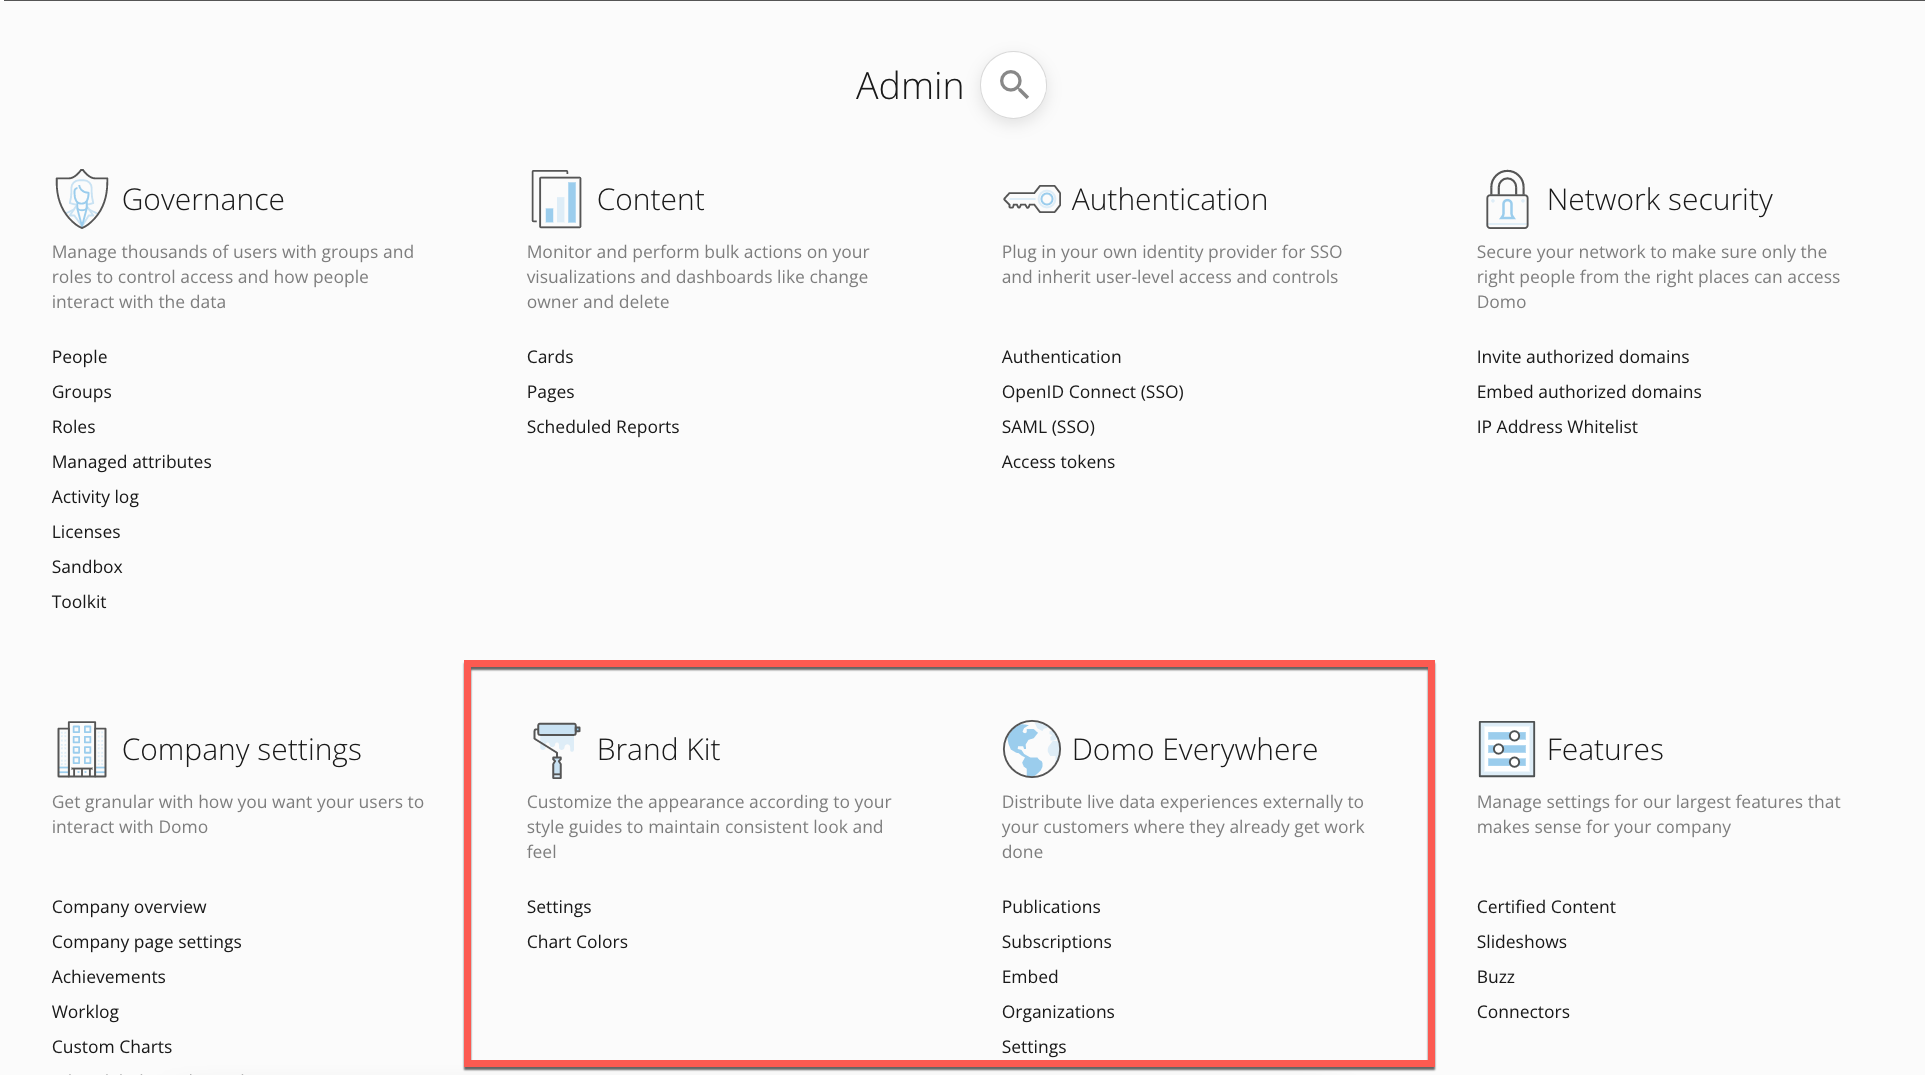 Admin
Governance
Manage thousands of users with groups and
roles to control access and how people
interact with the data
People
Groups
Roles
Managed attributes
Activity log
Licenses
Sandbox
Toolkit
Content
Monitor and perform bulk actions on your
visualizations and dashboards like change
owner and delete
Cards
Pages
Scheduled Reports
Authentication
Plug in your own identity provider for SSO
and inherit user-level access and controls
Authentication
OpenID Connect (SSO)
SAML (SSO)
Access tokens
Network security
Secure your network to make sure only the
right people from the right places can access
Domo
Invite authorized domains
Embed authorized domains
IP Address Whitelist
Company settings
Get granular with how you want your users to
interact with Domo
Company overview
Company page settings
Achievements
Worklog
Custom Charts
Brand Kit
Customize the appearance according to your
style guides to maintain consistent look and
feel
Settings
Chart Colors
Domo Everywhere
Distribute live data experiences externally to
your customers where they already get work
done
Publications
Subscriptions
Embed
Organizations
Settings
Features
Manage settings for our largest features that
makes sense for your company
Certified Content
Slideshows
Buzz
Connectors